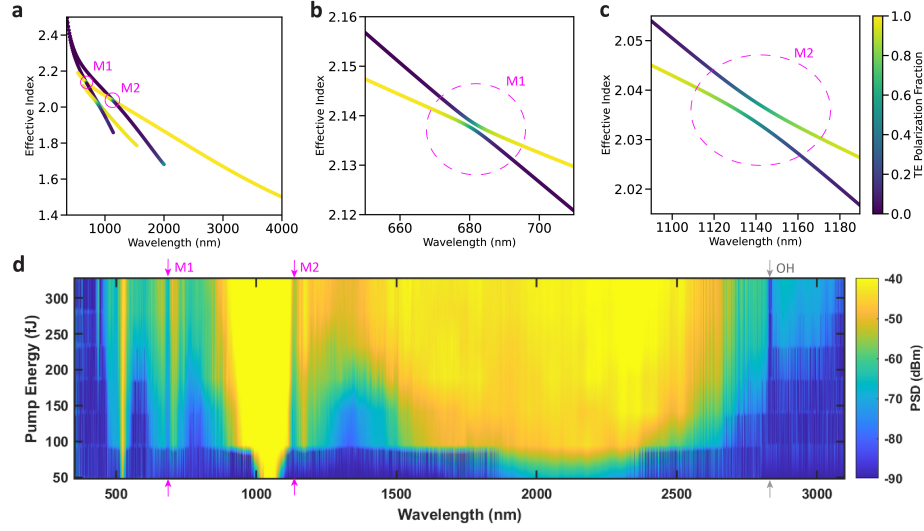 a
b
c
2.4
2.2
2.0
1.8
1.6
1.4
Effective Index
M1
M2
1000 2000 3000 4000
Wavelength (nm)
2.16
2.15
2.14
2.13
2.12
Effective Index
M1
660 680 700
Wavelength (nm)
2.05
2.04
2.03
2.02
Effective Index
M2
1100 1120 1140 1160 1180
Wavelength (nm)
1.0
0.8
0.6
0.4
0.2
0.0
TE Polarization Fraction
d
M1
M2
OH
300
250
200
150
100
50
Pump Energy (fJ)
500 1000 1500 2000 2500 3000
Wavelength (nm)
-40
-50
-60
-70
-80
-90
PSD (dBm)